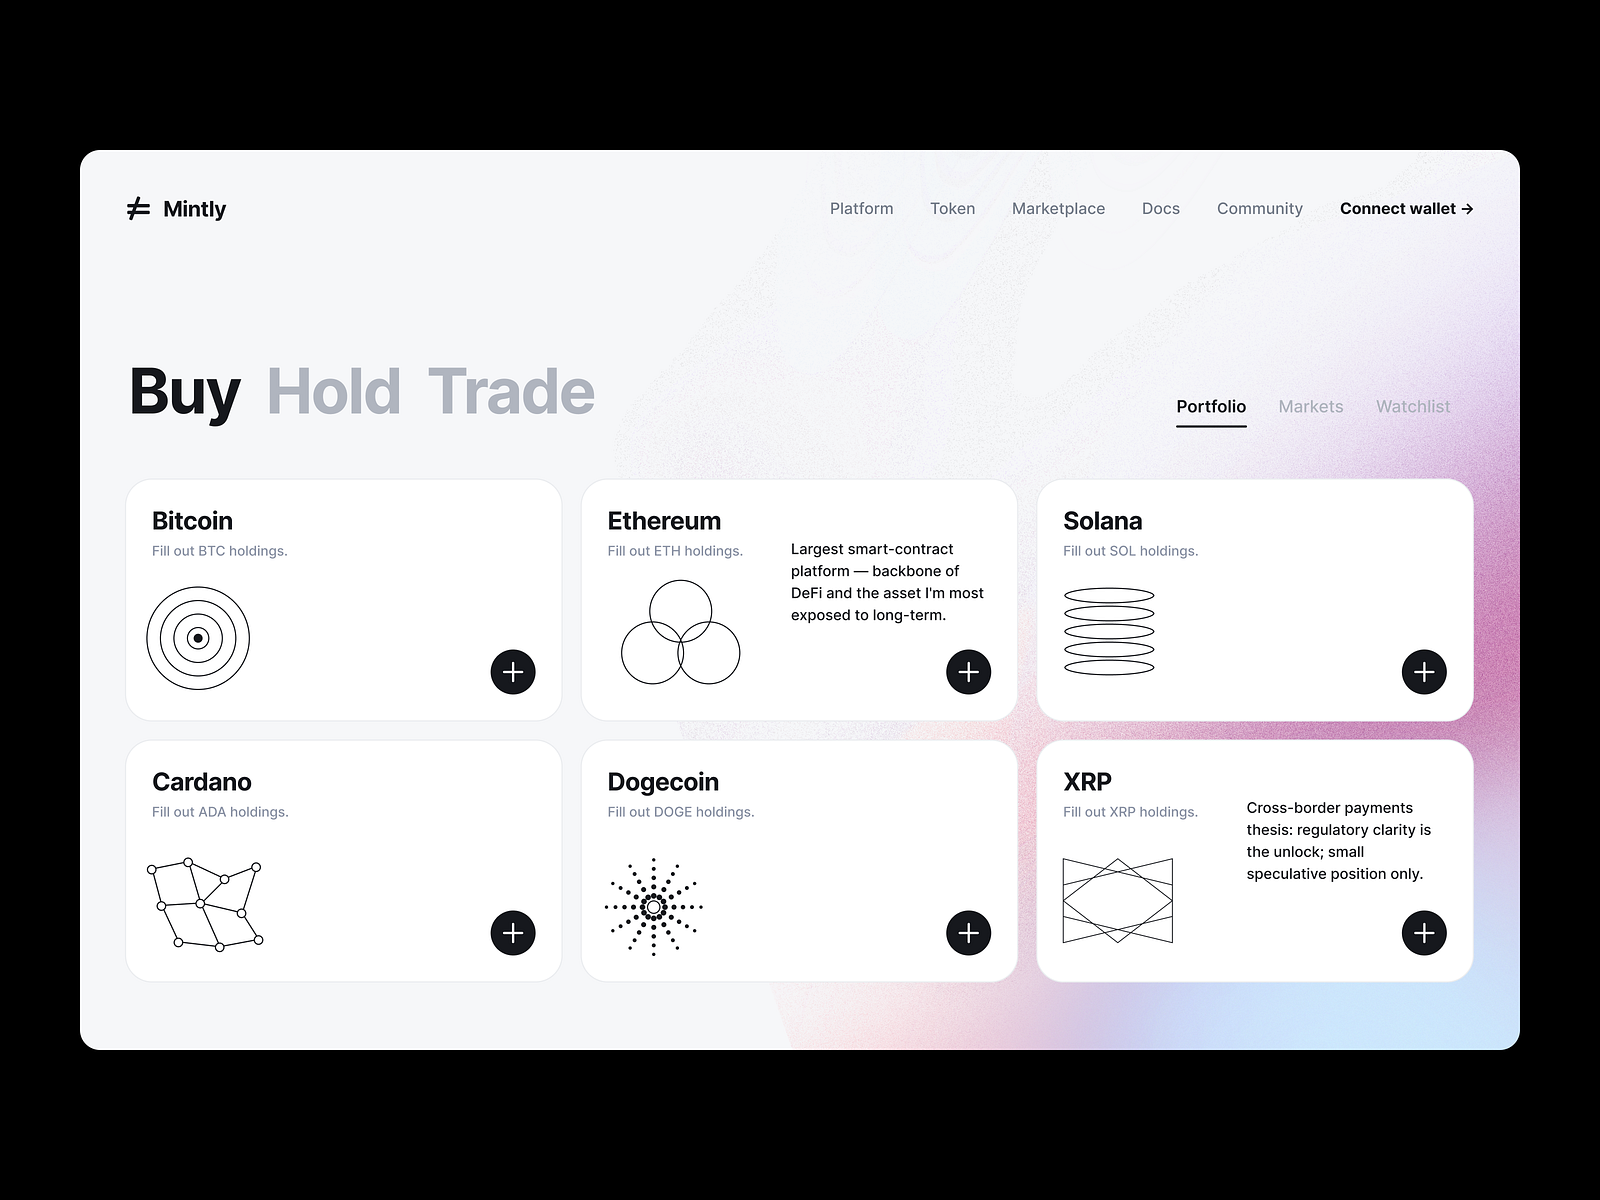 Mintly
Platform Token Marketplace Docs Community Connect wallet →
Buy Hold Trade
Portfolio Markets Watchlist
Bitcoin
Fill out BTC holdings.
Ethereum
Fill out ETH holdings.
Largest smart-contract
platform — backbone of
DeFi and the asset I'm most
exposed to long-term.
Solana
Fill out SOL holdings.
Cardano
Fill out ADA holdings.
Dogecoin
Fill out DOGE holdings.
XRP
Fill out XRP holdings.
Cross-border payments
thesis: regulatory clarity is
the unlock; small
speculative position only.